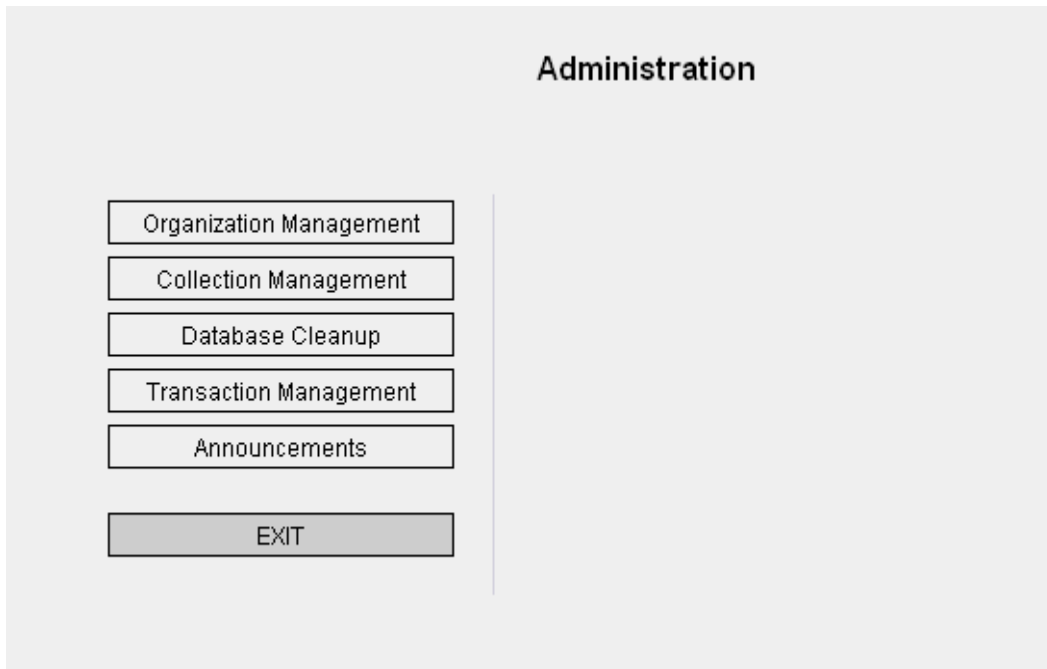 Administration
Organization Management
Collection Management
Database Cleanup
Transaction Management
Announcements
EXIT